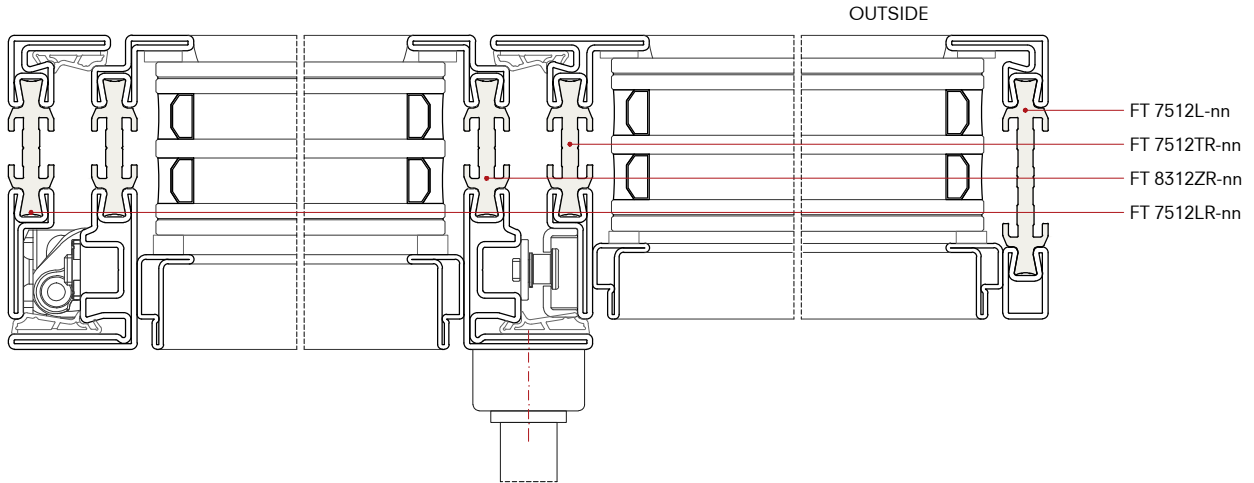 OUTSIDE
FT 7512L-nn
FT 7512TR-nn
FT 8312ZR-nn
FT 7512LR-nn